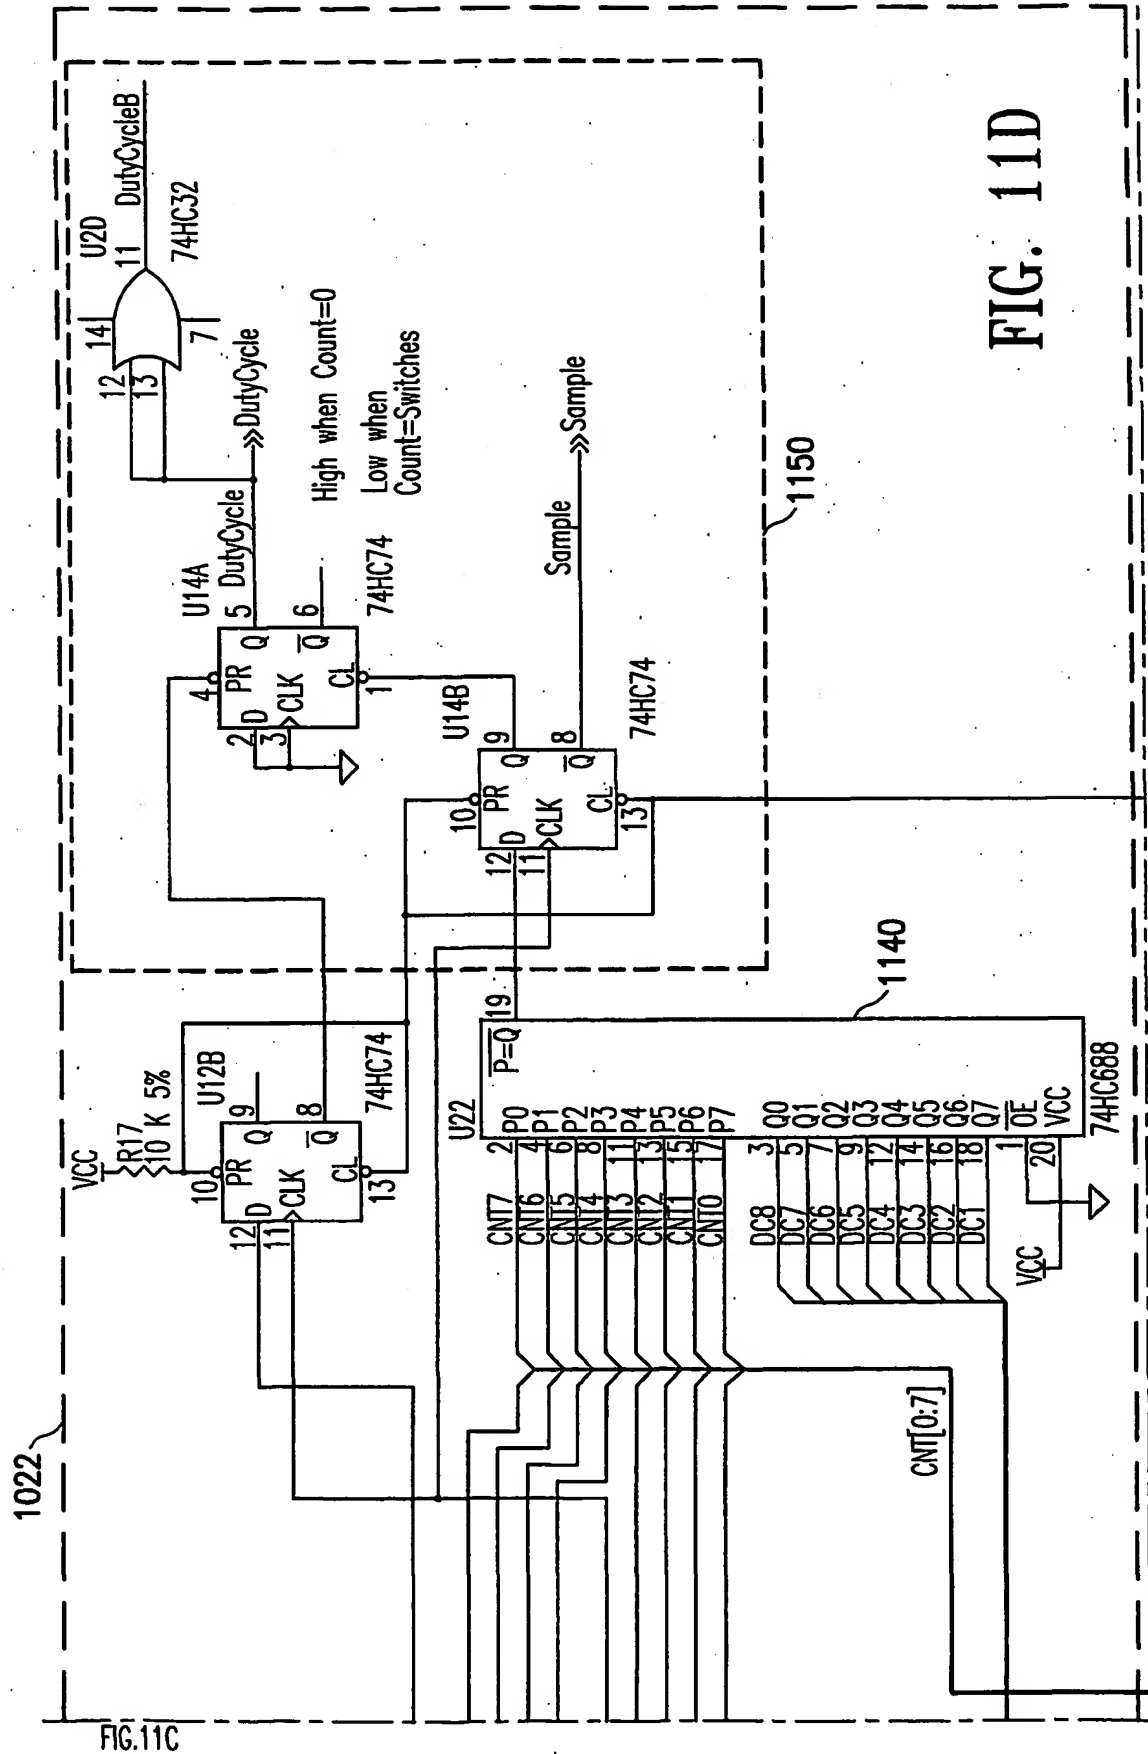 1022
FIG.11C
VCC
R17
10 K 5%
U12B
10
PR
12
D
Q
9
11
CLK
Q
8
CL
13
74HC74
U14A
4
PR
2
D
Q
5
DutyCycle
3
CLK
Q
6
CL
1
74HC74
DutyCycle
High when Count=0
Low when
Count=Switches
U2D
14
12
13
11
DutyCycleB
7
74HC32
U14B
10
PR
12
D
Q
9
11
CLK
Q
8
CL
13
74HC74
Sample
Sample
1150
U22
P=Q
19
1140
CNT7
2
P0
CNT6
4
P1
CNT5
6
P2
CNT4
8
P3
CNT3
11
P4
CNT2
13
P5
CNT1
15
P6
CNT0
17
P7
DC8
3
Q0
DC7
5
Q1
DC6
7
Q2
DC5
9
Q3
DC4
12
Q4
DC3
14
Q5
DC2
16
Q6
DC1
18
Q7
1
OE
VCC
20
VCC
74HC688
CNT[0:7]
FIG. 11D